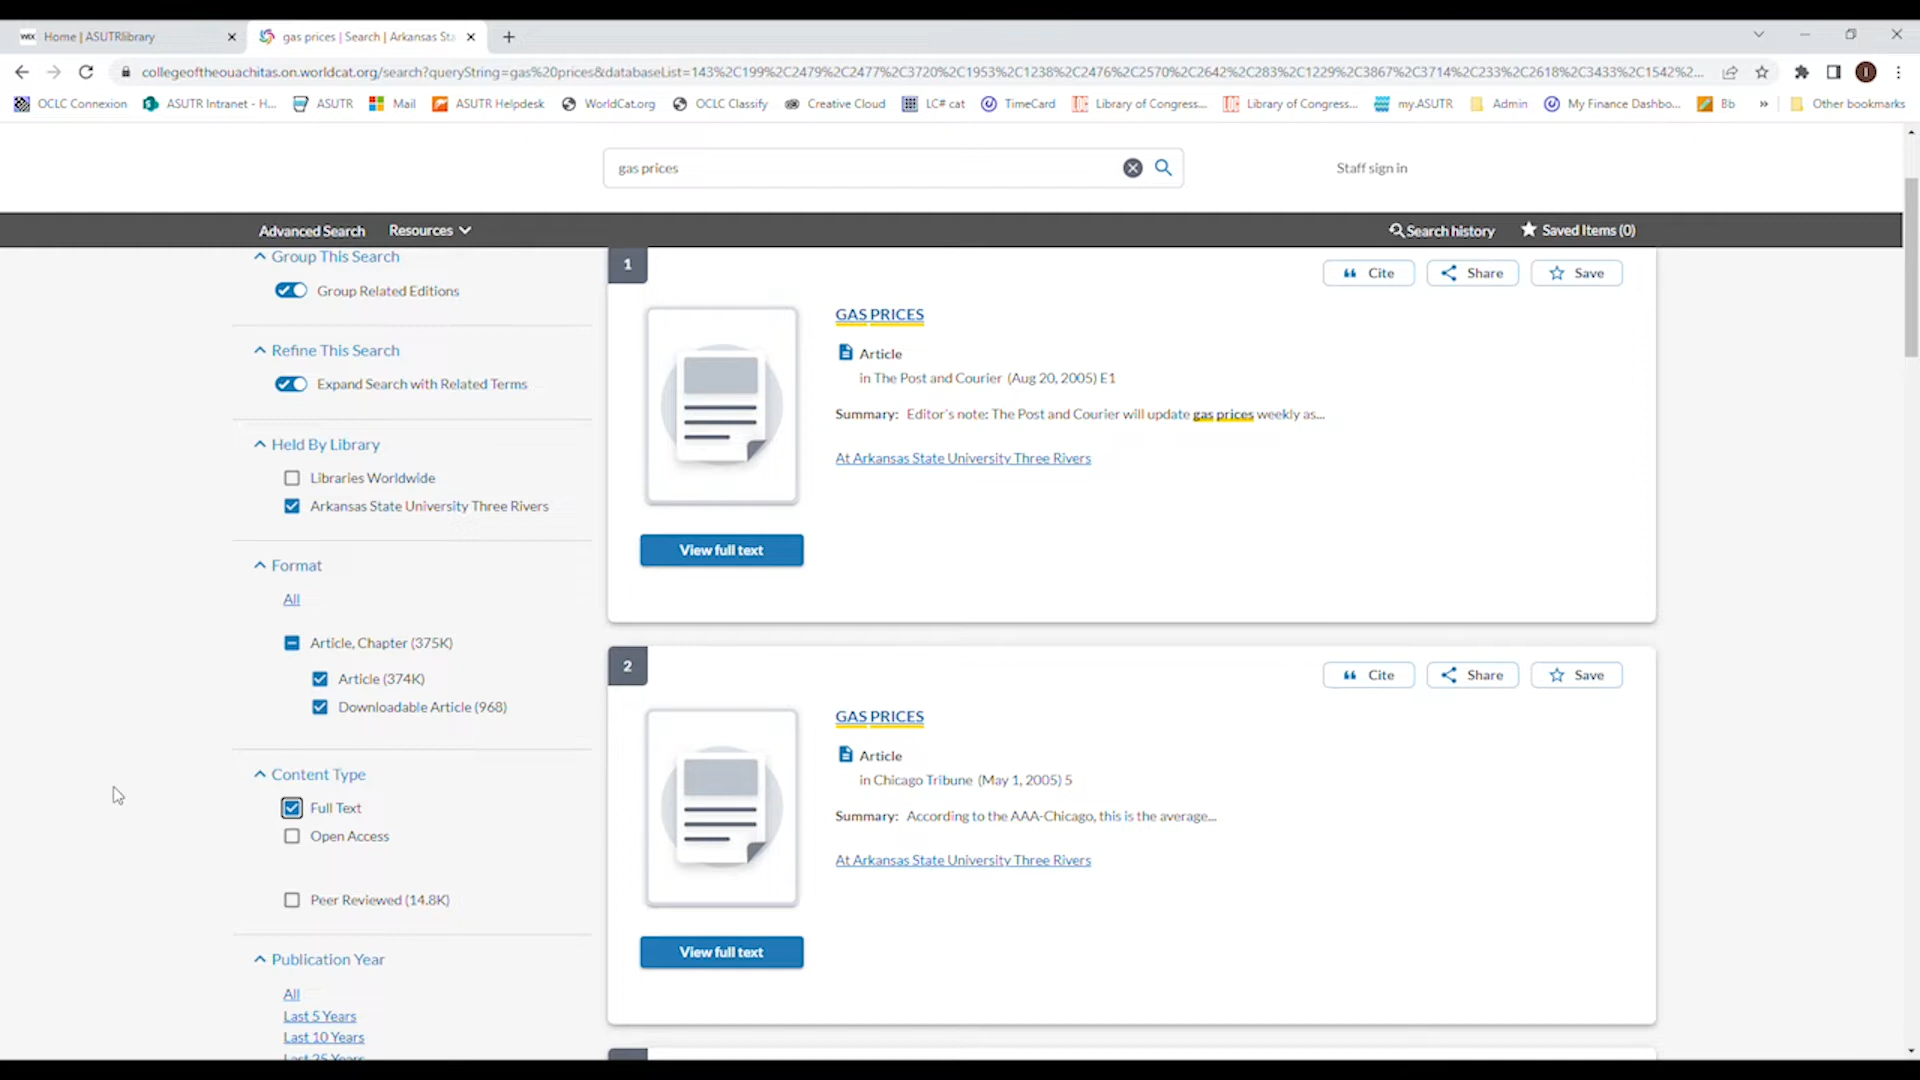 Home | ASUTRlibrary
gas prices | Search | Arkansas Sta
collegeoftheouachitas.on.worldcat.org/search?queryString=gas%20prices&databaseList=143%2C199%2C2479%2C2477%2C3720%2C1953%2C1238%2C2476%2C2570%2C2642%2C283%2C1229%2C3867%2C3714%2C233%2C2618%2C3433%2C1542%2C2...
OCLC Connexion
ASUTR Intranet - H...
ASUTR
Mail
ASUTR Helpdesk
WorldCat.org
OCLC Classify
Creative Cloud
LC# cat
TimeCard
Library of Congress...
Library of Congress...
my.ASUTR
Admin
My Finance Dashbo...
Bb
»
Other bookmarks
gas prices
Staff sign in
Advanced Search
Resources
Search history
Saved Items (0)
Group This Search
Group Related Editions
Refine This Search
Expand Search with Related Terms
Held By Library
Libraries Worldwide
Arkansas State University Three Rivers
Format
All
Article, Chapter (375K)
Article (374K)
Downloadable Article (968)
Content Type
Full Text
Open Access
Peer Reviewed (14.8K)
Publication Year
All
Last 5 Years
Last 10 Years
Last 25 Years
1
Cite
Share
Save
GAS PRICES
Article
in The Post and Courier (Aug 20, 2005) E1
Summary: Editor's note: The Post and Courier will update gas prices weekly as...
At Arkansas State University Three Rivers
View full text
2
Cite
Share
Save
GAS PRICES
Article
in Chicago Tribune (May 1, 2005) 5
Summary: According to the AAA-Chicago, this is the average...
At Arkansas State University Three Rivers
View full text